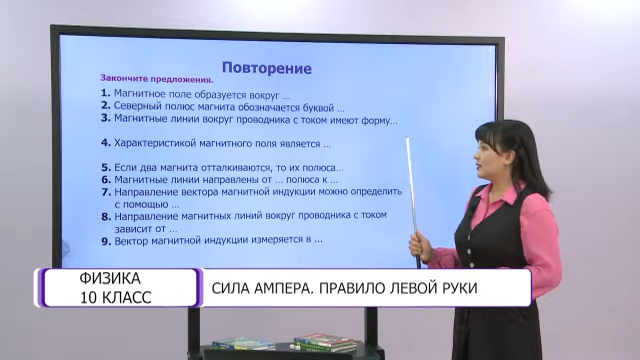 Повторение
Закончите предложения.
1. Магнитное поле образуется вокруг ...
2. Северный полюс магнита обозначается буквой ...
3. Магнитные линии вокруг проводника с током имеют форму...
4. Характеристикой магнитного поля является ...
5. Если два магнита отталкиваются, то их полюса...
6. Магнитные линии направлены от ... полюса к ...
7. Направление вектора магнитной индукции можно определить
с помощью ...
8. Направление магнитных линий вокруг проводника с током
зависит от ...
9. Вектор магнитной индукции измеряется в ...
ФИЗИКА
10 КЛАСС
СИЛА АМПЕРА. ПРАВИЛО ЛЕВОЙ РУКИ